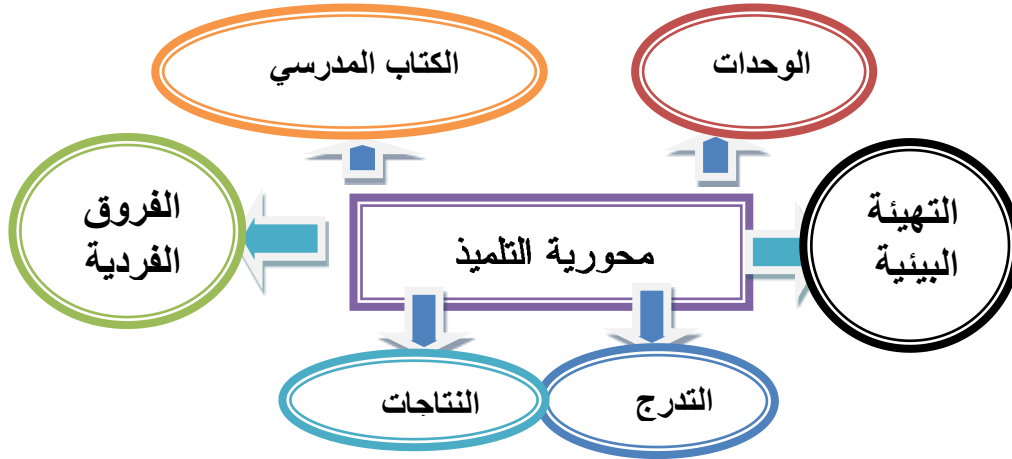 الوحدات
الكتاب المدرسي
التهيئة
البيئية
محورية التلميذ
الفروق
الفردية
التدرج
النتاجات